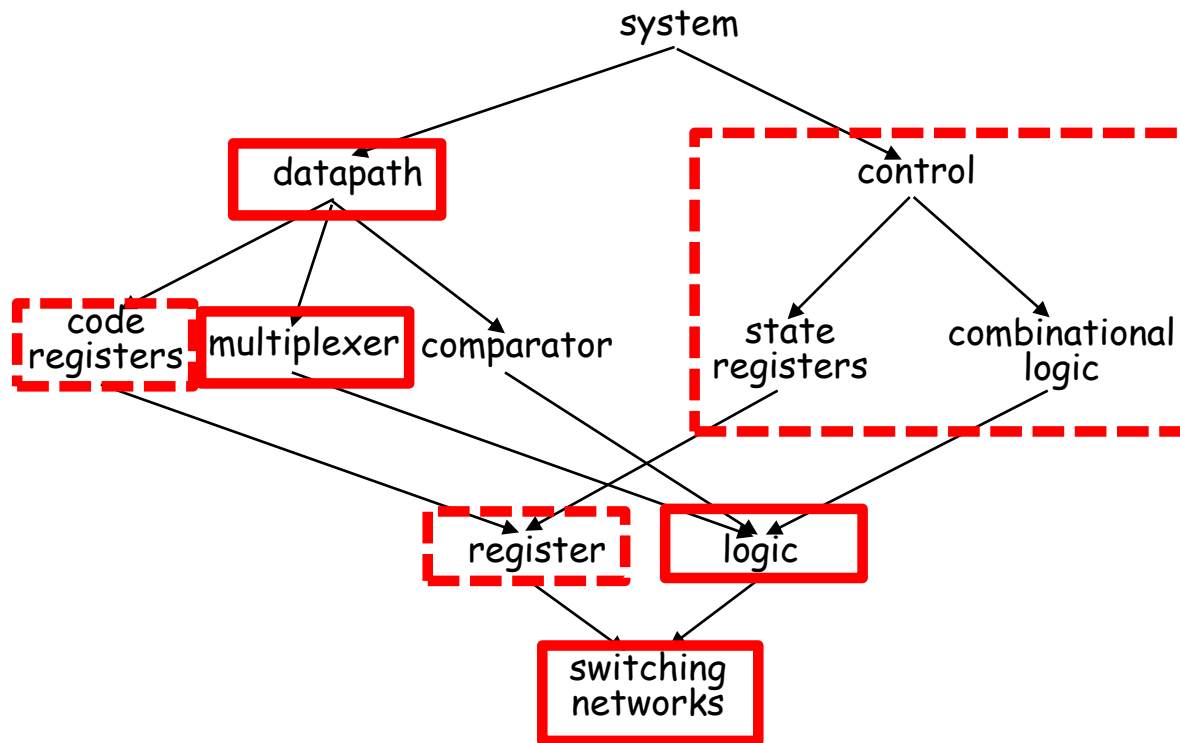 system
datapath
control
code
registers
multiplexer
comparator
state
registers
combinational
logic
register
logic
switching
networks